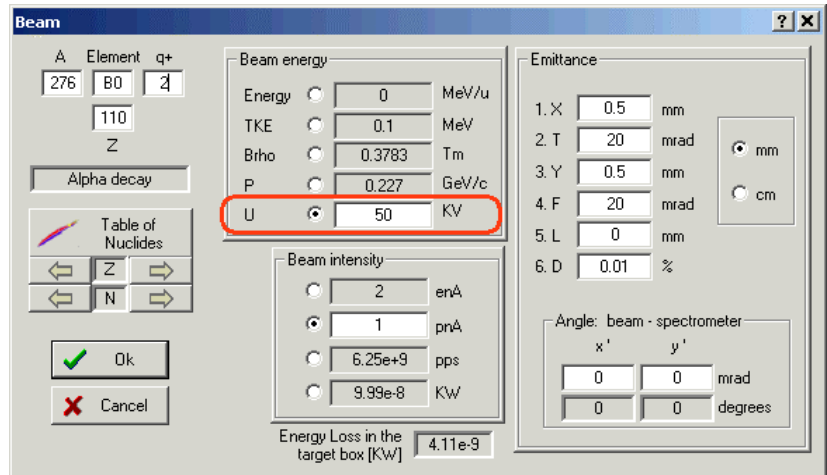 Beam
A Element q+
276 B0 2
110
Z
Alpha decay
Table of
Nuclides
Z
N
Ok
Cancel
Beam energy
Energy 0 MeV/u
TKE 0.1 MeV
Brho 0.3783 Tm
P 0.227 GeV/c
U 50 KV
Beam intensity
2 enA
1 pnA
6.25e+9 pps
9.99e-8 KW
Energy Loss in the
target box [KW] 4.11e-9
Emittance
1. X 0.5 mm
2. T 20 mrad
3. Y 0.5 mm
4. F 20 mrad
5. L 0 mm
6. D 0.01 %
mm
cm
Angle: beam - spectrometer
x' y'
0 0 mrad
0 0 degrees